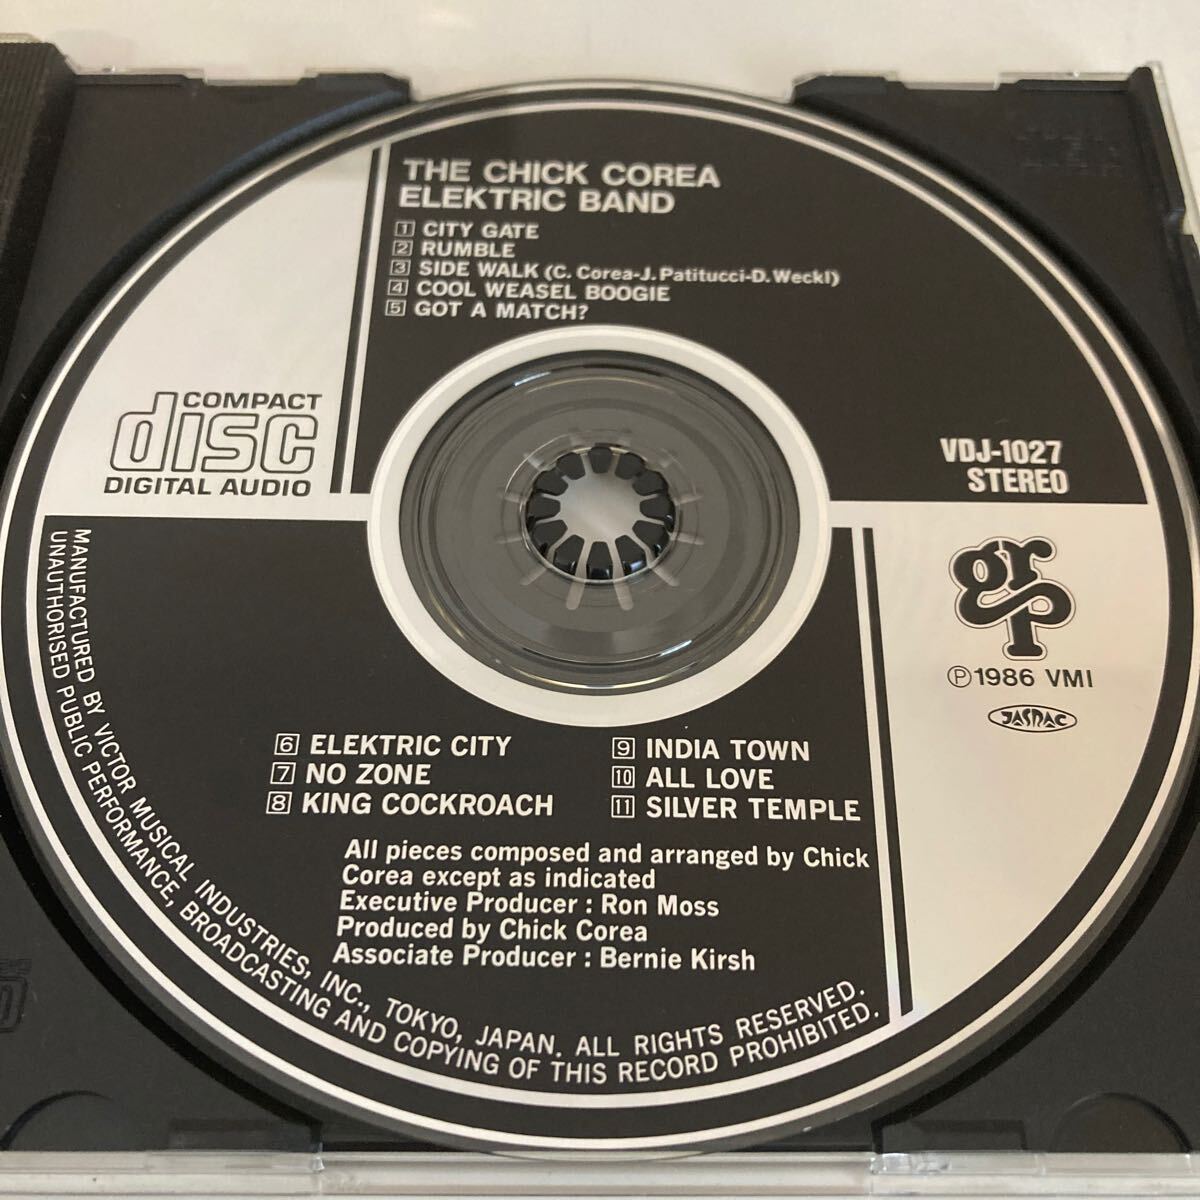 THE CHICK COREA
ELEKTRIC BAND
1 CITY GATE
2 RUMBLE
3 SIDE WALK (C. Corea-J. Patitucci-D. Weckl)
4 COOL WEASEL BOOGIE
5 GOT A MATCH?
COMPACT
disc
DIGITAL AUDIO
VDJ-1027
STEREO
grp
Ⓟ1986 VMI
JASRAC
6 ELEKTRIC CITY
7 NO ZONE
8 KING COCKROACH
9 INDIA TOWN
10 ALL LOVE
11 SILVER TEMPLE
All pieces composed and arranged by Chick
Corea except as indicated
Executive Producer : Ron Moss
Produced by Chick Corea
Associate Producer : Bernie Kirsh
MANUFACTURED BY VICTOR MUSICAL INDUSTRIES, INC., TOKYO, JAPAN. ALL RIGHTS RESERVED.
UNAUTHORISED PUBLIC PERFORMANCE, BROADCASTING AND COPYING OF THIS RECORD PROHIBITED.